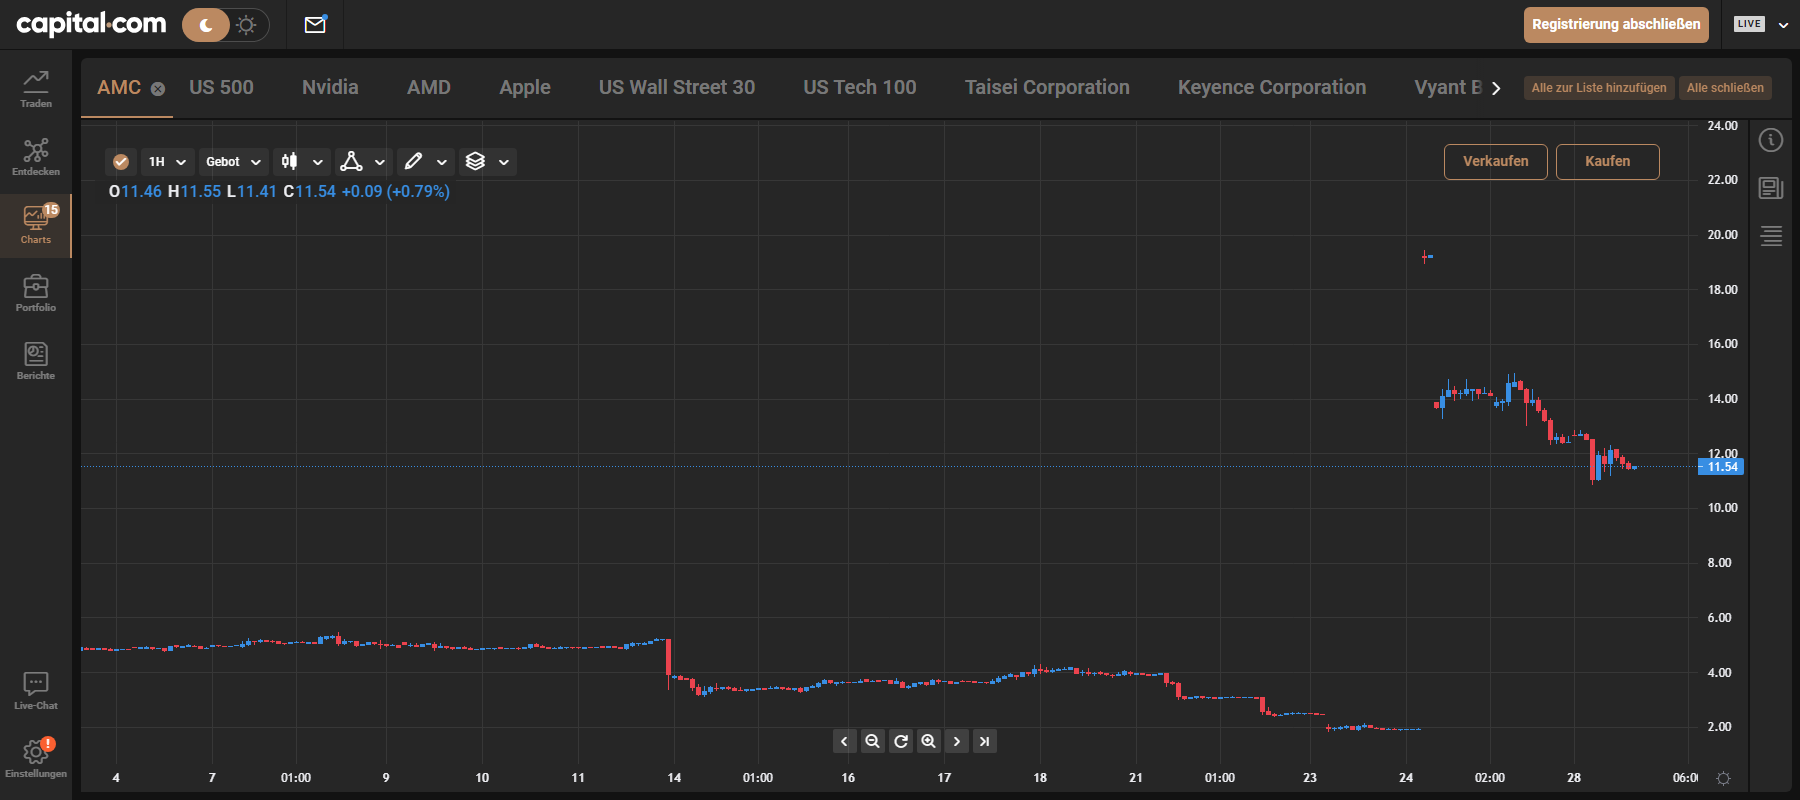 capital.com
Registrierung abschließen
LIVE
Traden
Entdecken
15
Charts
Portfolio
Berichte
Live-Chat
!
Einstellungen
AMC US 500 Nvidia AMD Apple US Wall Street 30 US Tech 100 Taisei Corporation Keyence Corporation Vyant B
Alle zur Liste hinzufügen Alle schließen
1H Gebot
O11.46 H11.55 L11.41 C11.54 +0.09 (+0.79%)
Verkaufen Kaufen
24.00
22.00
20.00
18.00
16.00
14.00
12.00
11.54
10.00
8.00
6.00
4.00
2.00
4 7 01:00 9 10 11 14 01:00 16 17 18 21 01:00 23 24 02:00 28 06:00